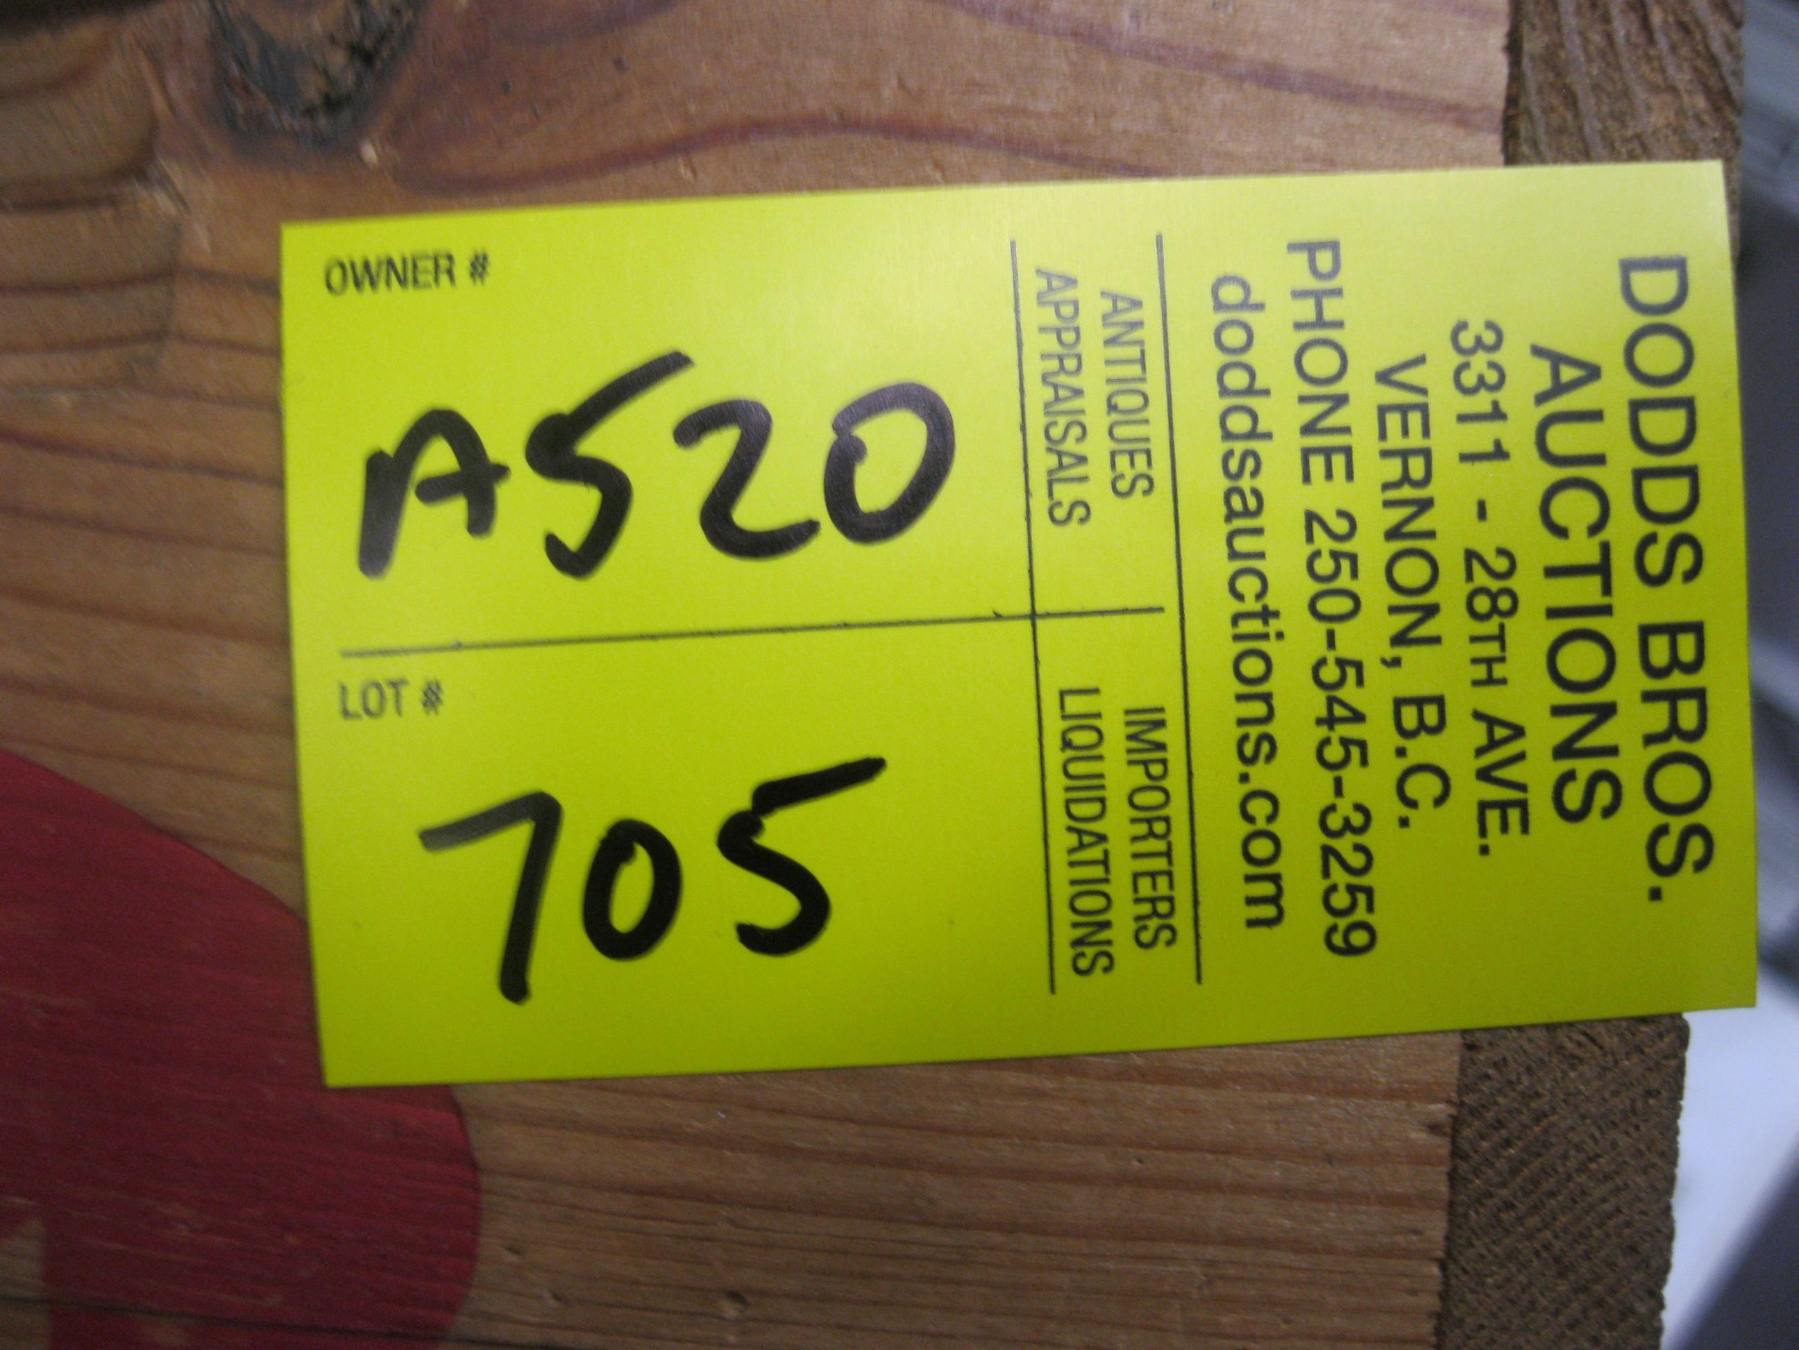 DODDS BROS.
AUCTIONS
3311 - 28TH AVE.
VERNON, B.C.
PHONE 250-545-3259
doddsauctions.com
ANTIQUES
APPRAISALS
IMPORTERS
LIQUIDATIONS
OWNER #
A520
LOT #
705